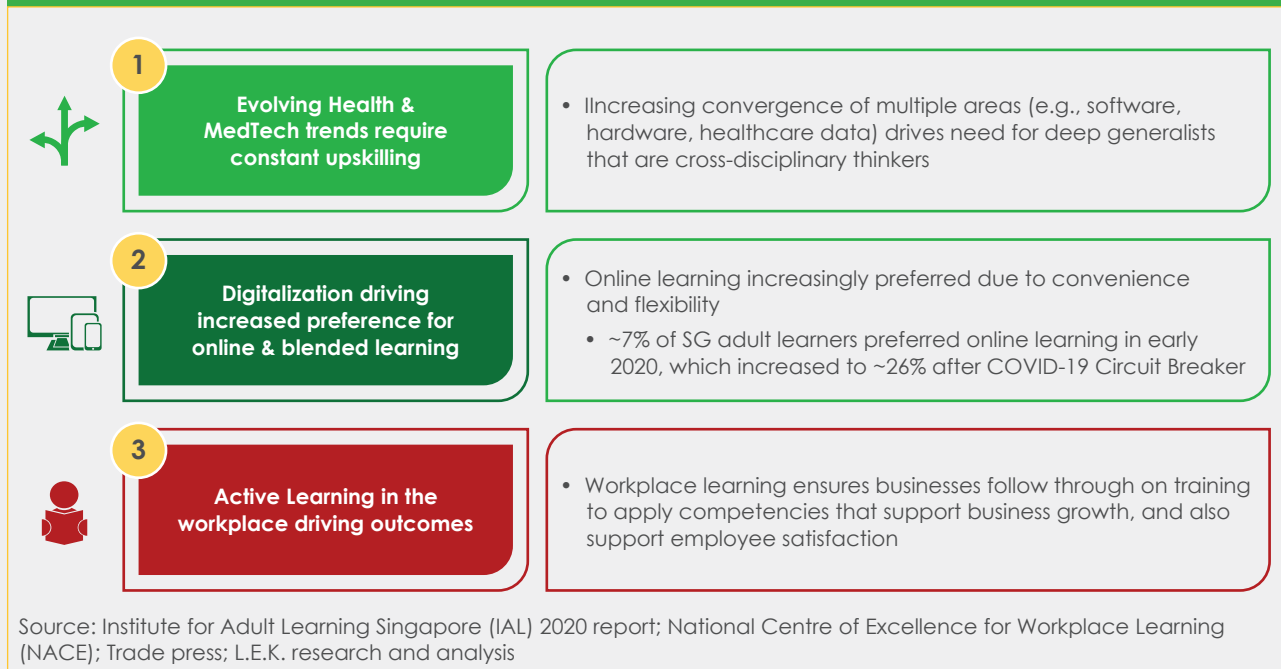 1
Evolving Health &
MedTech trends require
constant upskilling
• IIncreasing convergence of multiple areas (e.g., software,
hardware, healthcare data) drives need for deep generalists
that are cross-disciplinary thinkers
2
Digitalization driving
increased preference for
online & blended learning
• Online learning increasingly preferred due to convenience
and flexibility
• ~7% of SG adult learners preferred online learning in early
2020, which increased to ~26% after COVID-19 Circuit Breaker
3
Active Learning in the
workplace driving outcomes
• Workplace learning ensures businesses follow through on training
to apply competencies that support business growth, and also
support employee satisfaction
Source: Institute for Adult Learning Singapore (IAL) 2020 report; National Centre of Excellence for Workplace Learning
(NACE); Trade press; L.E.K. research and analysis